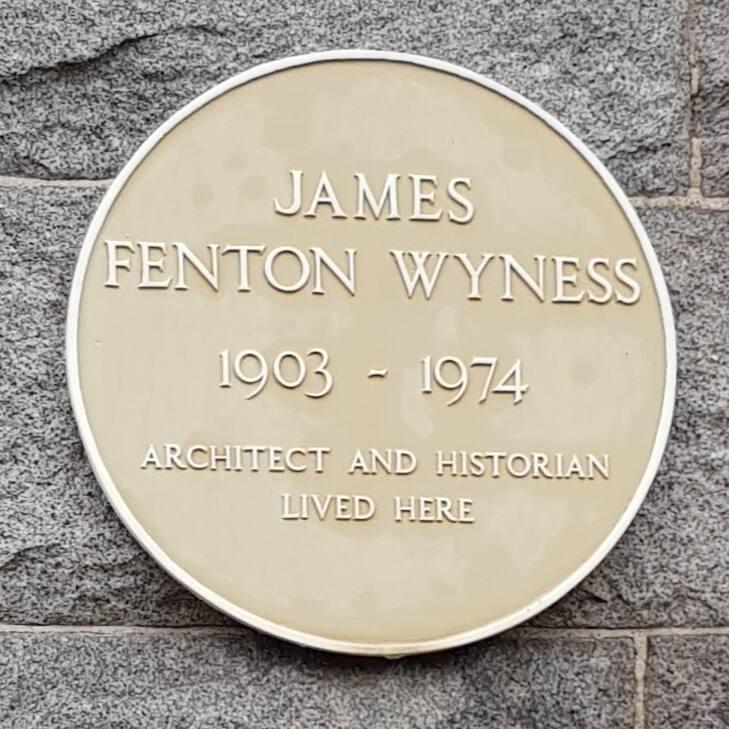 JAMES
FENTON WYNESS
1903 - 1974
ARCHITECT AND HISTORIAN
LIVED HERE